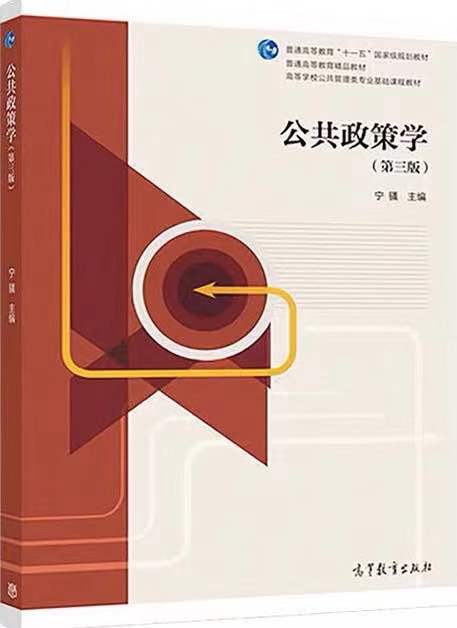 普通高等教育“十一五”国家级规划教材
普通高等教育精品教材
高等学校公共管理类专业基础课程教材
公共政策学
(第三版)
宁骚 主编
高等教育出版社
公共政策学(第三版)
宁骚 主编